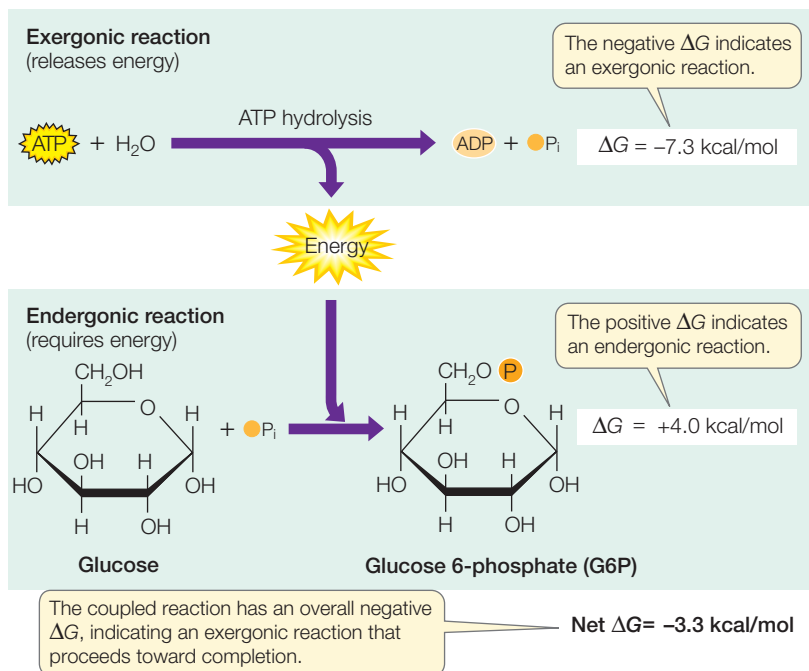 Exergonic reaction
(releases energy)
The negative ΔG indicates
an exergonic reaction.
ATP hydrolysis
ATP + H₂O
ADP + Pᵢ
ΔG = –7.3 kcal/mol
Energy
Endergonic reaction
(requires energy)
The positive ΔG indicates
an endergonic reaction.
CH₂OH
H
O
H
H
OH
H
HO
OH
H
OH
+ Pᵢ
CH₂O P
H
O
H
H
OH
H
HO
OH
H
OH
ΔG = +4.0 kcal/mol
Glucose
Glucose 6-phosphate (G6P)
The coupled reaction has an overall negative
ΔG, indicating an exergonic reaction that
proceeds toward completion.
Net ΔG= –3.3 kcal/mol